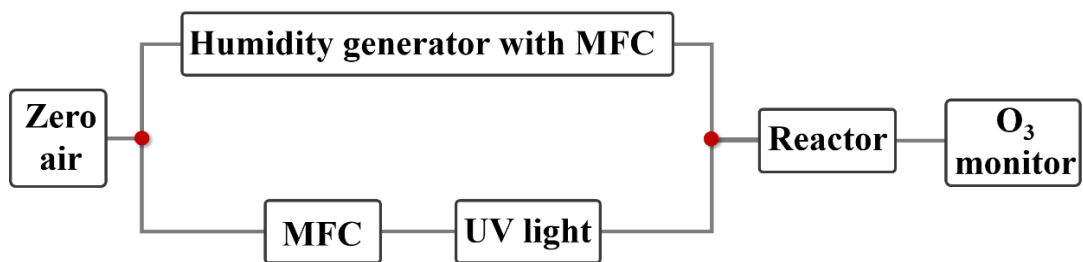 Humidity generator with MFC
Zero
air
MFC
UV light
Reactor
O₃
monitor